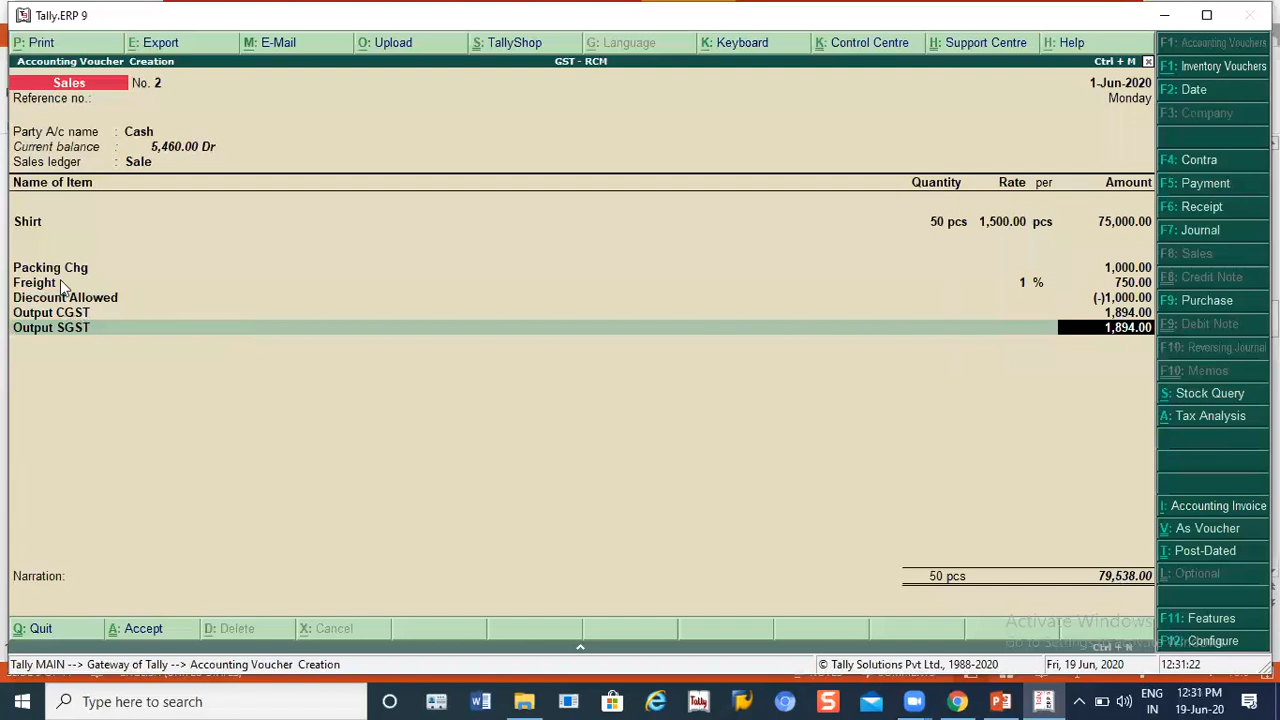 Tally.ERP 9
P: Print E: Export M: E-Mail O: Upload S: TallyShop G: Language K: Keyboard K: Control Centre H: Support Centre H: Help
Accounting Voucher Creation GST - RCM Ctrl + M
Sales No. 2 1-Jun-2020
Reference no.: Monday
Party A/c name : Cash
Current balance 5,460.00 Dr
Sales ledger : Sale
Name of Item Quantity Rate per Amount
Shirt 50 pcs 1,500.00 pcs 75,000.00
Packing Chg 1,000.00
Freight 1 % 750.00
Diecount Allowed (-)1,000.00
Output CGST 1,894.00
Output SGST 1,894.00
Narration: 50 pcs 79,538.00
F1: Accounting Vouchers
F1: Inventory Vouchers
F2: Date
F3: Company
F4: Contra
F5: Payment
F6: Receipt
F7: Journal
F8: Sales
F8: Credit Note
F9: Purchase
F9: Debit Note
F10: Reversing Journal
F10: Memos
S: Stock Query
A: Tax Analysis
I: Accounting Invoice
V: As Voucher
T: Post-Dated
L: Optional
F11: Features
F12: Configure
Activate Windows
Q: Quit A: Accept D: Delete X: Cancel
Ctrl + N
Tally MAIN --> Gateway of Tally --> Accounting Voucher Creation © Tally Solutions Pvt Ltd., 1988-2020 Fri, 19 Jun, 2020 12:31:22
Type here to search
ENG 12:31 PM
IN 19-Jun-20